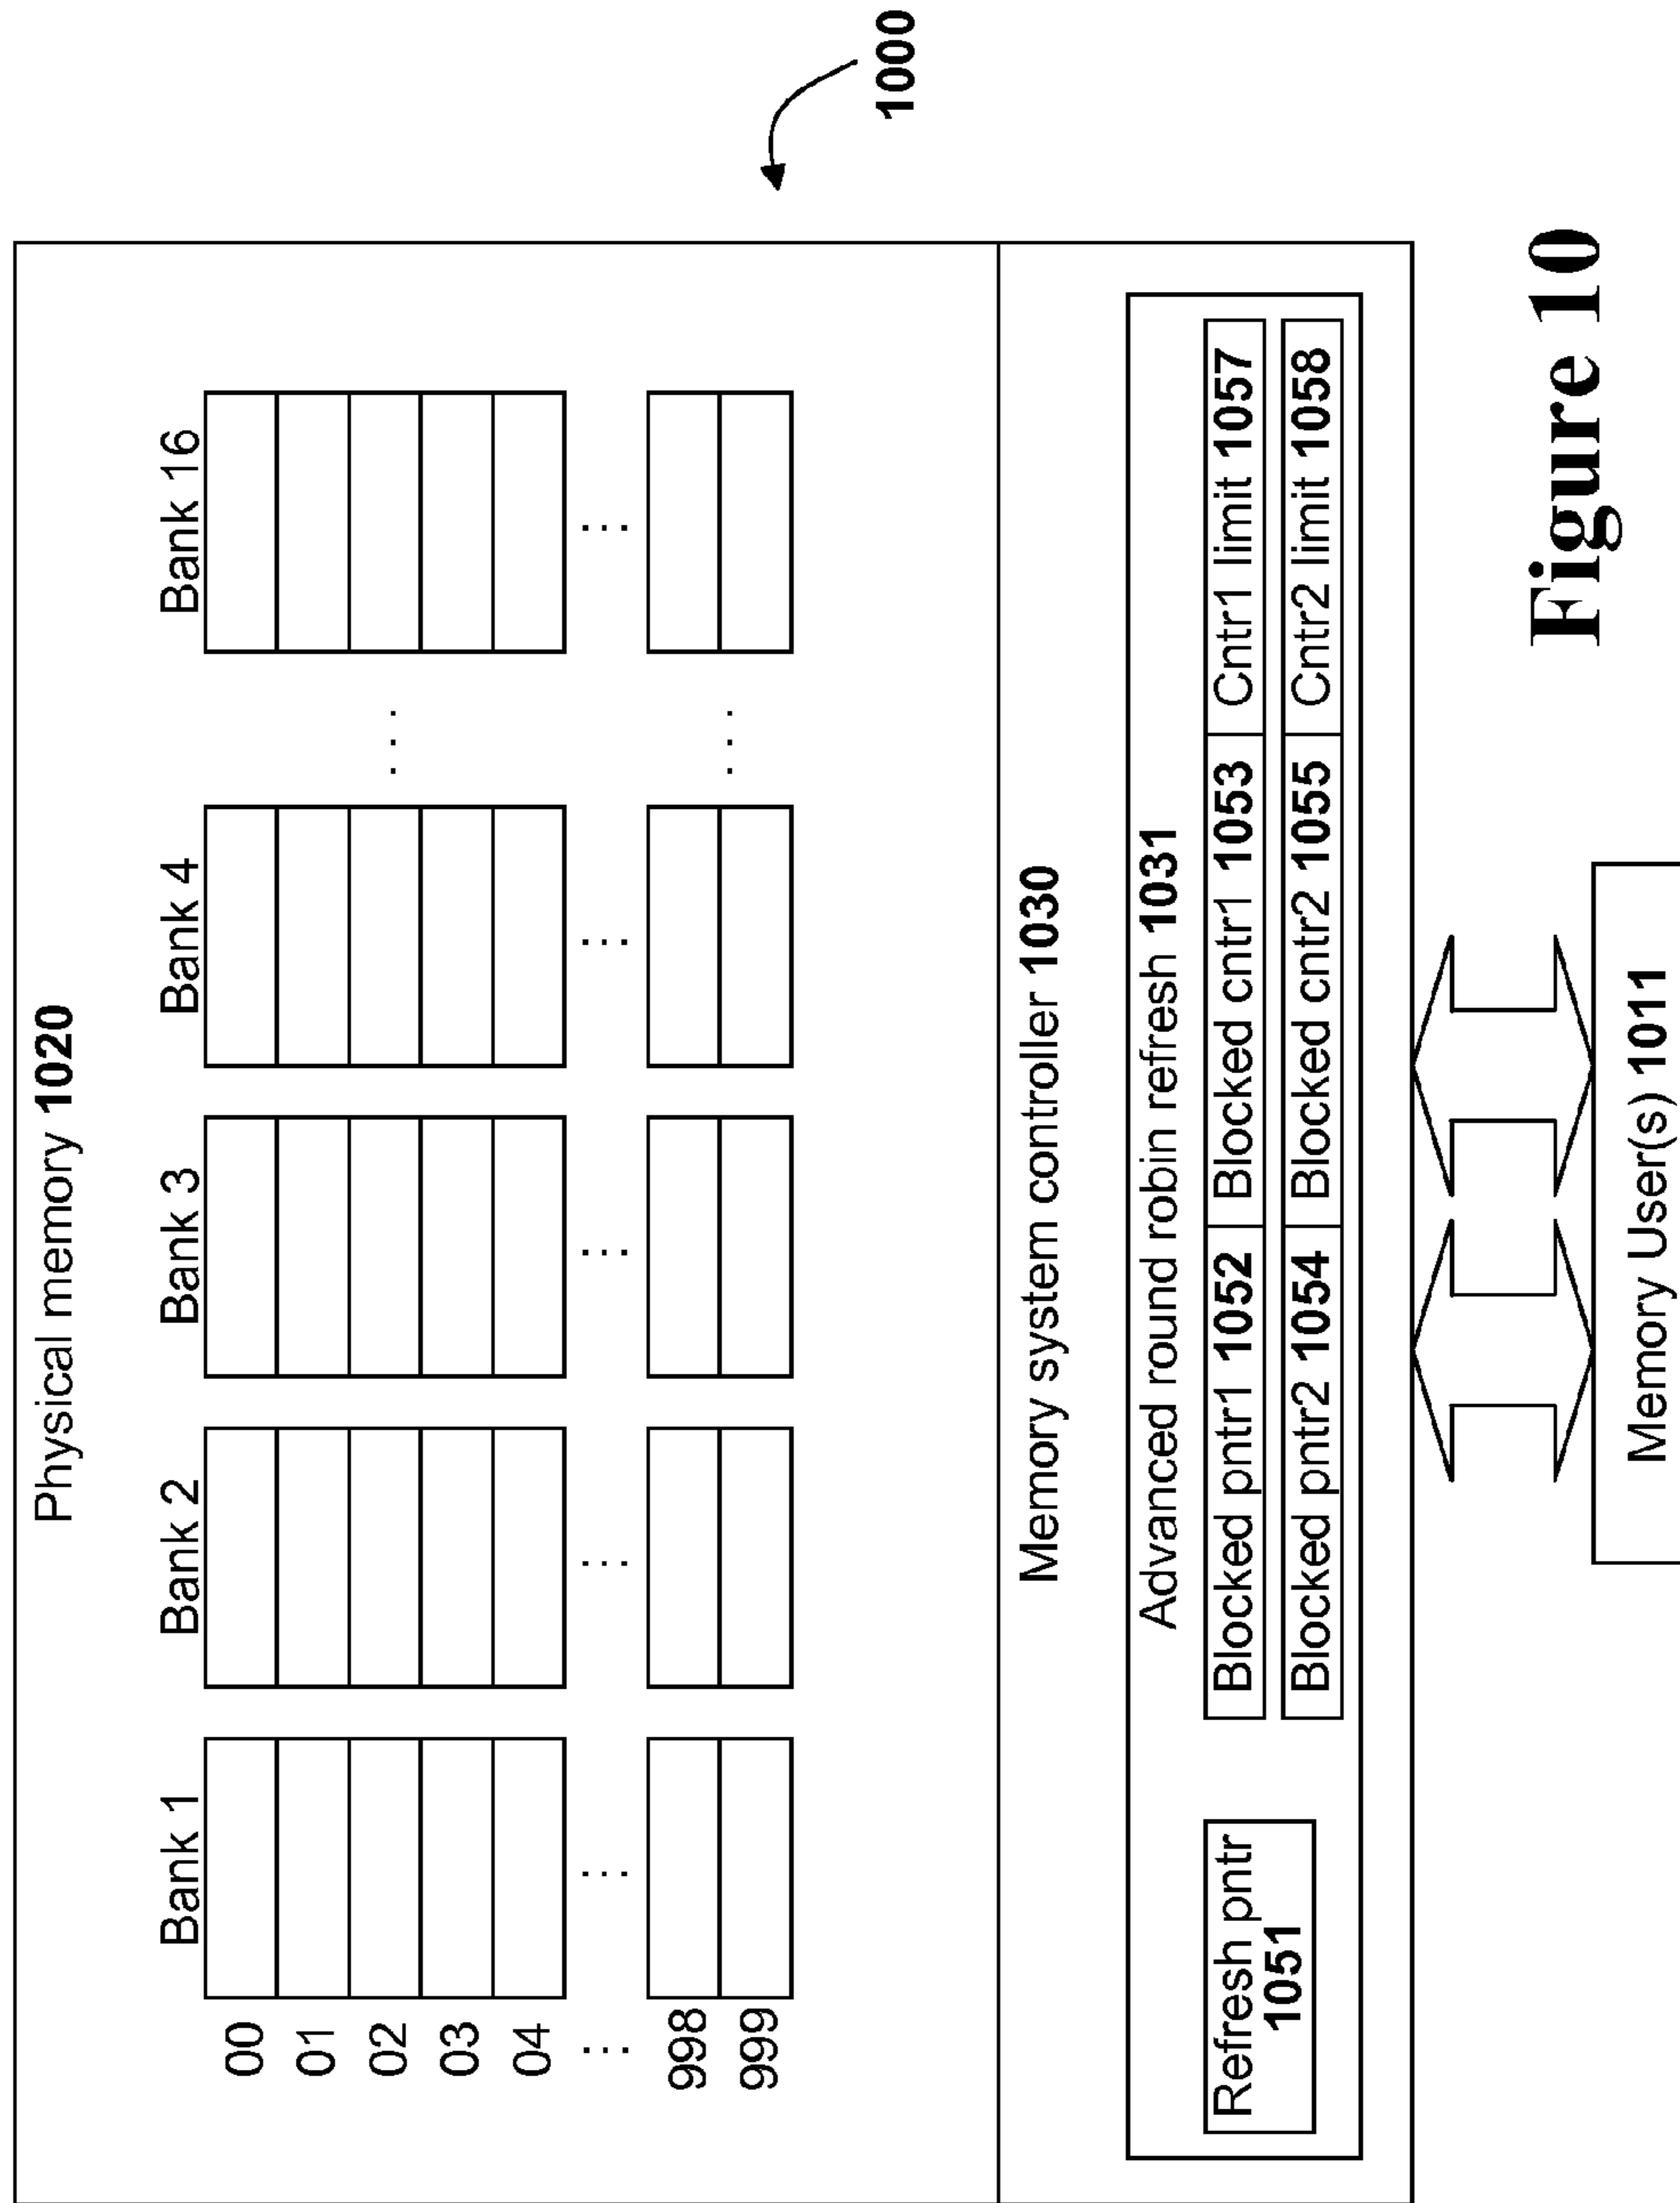 Physical memory 1020
Bank 1 Bank 2 Bank 3 Bank 4 Bank 16
00
01
02
03
04
... ... ... ... ... ...
998
999
... 
...
Memory system controller 1030
Advanced round robin refresh 1031
Refresh pntr
1051
Blocked pntr1 1052 Blocked cntr1 1053 Cntr1 limit 1057
Blocked pntr2 1054 Blocked cntr2 1055 Cntr2 limit 1058
Memory User(s) 1011
1000
Figure 10